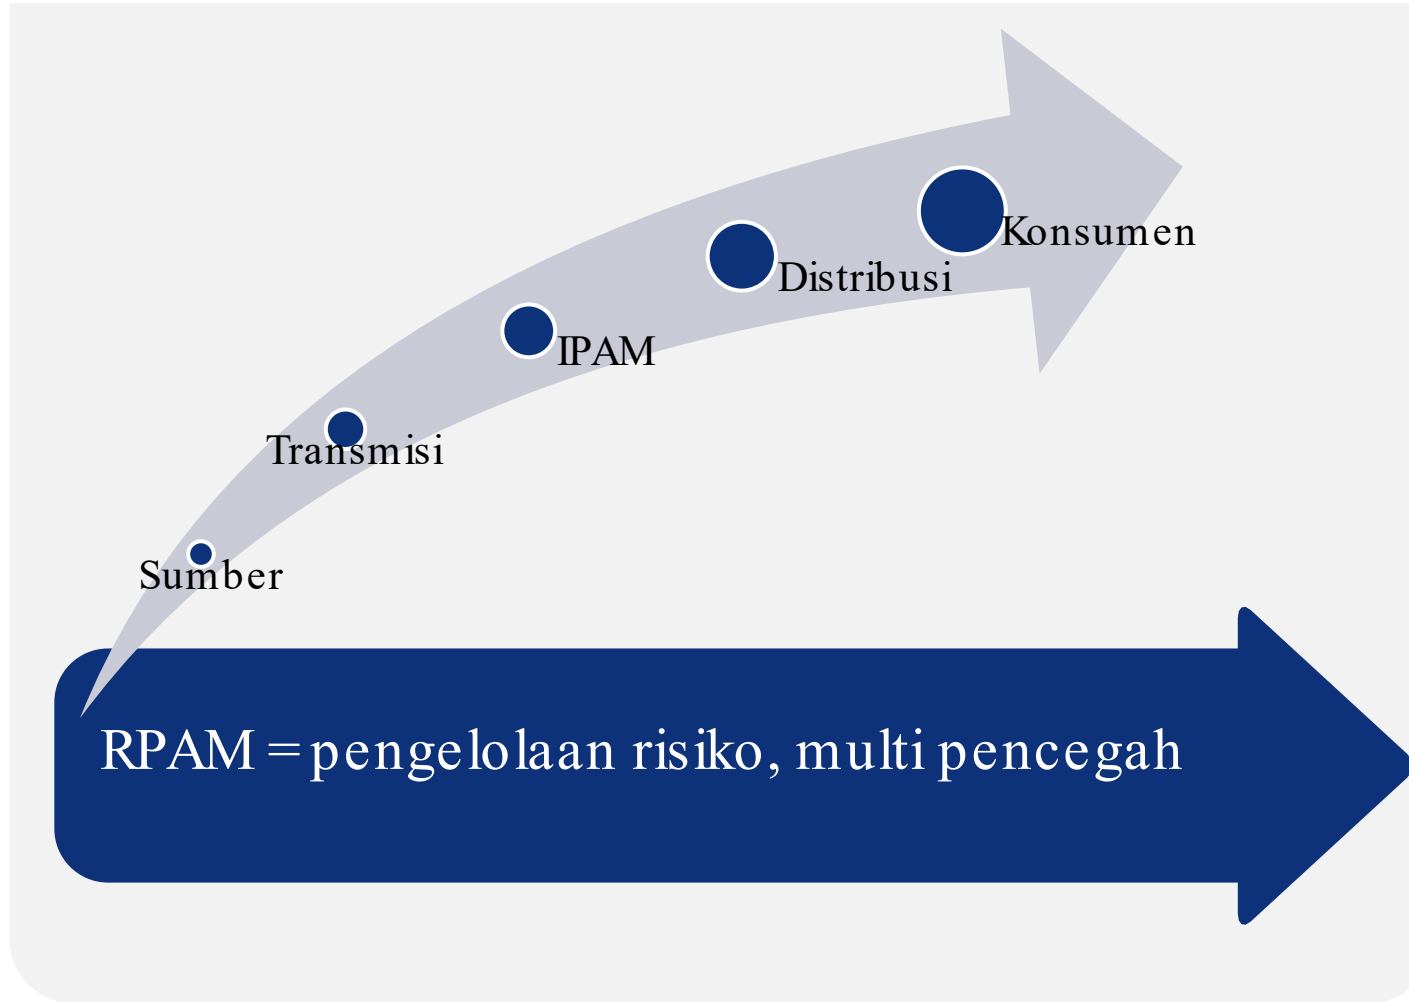 Konsumen
Distribusi
IPAM
Transmisi
Sumber
RPAM = pengelolaan risiko, multi pencegah